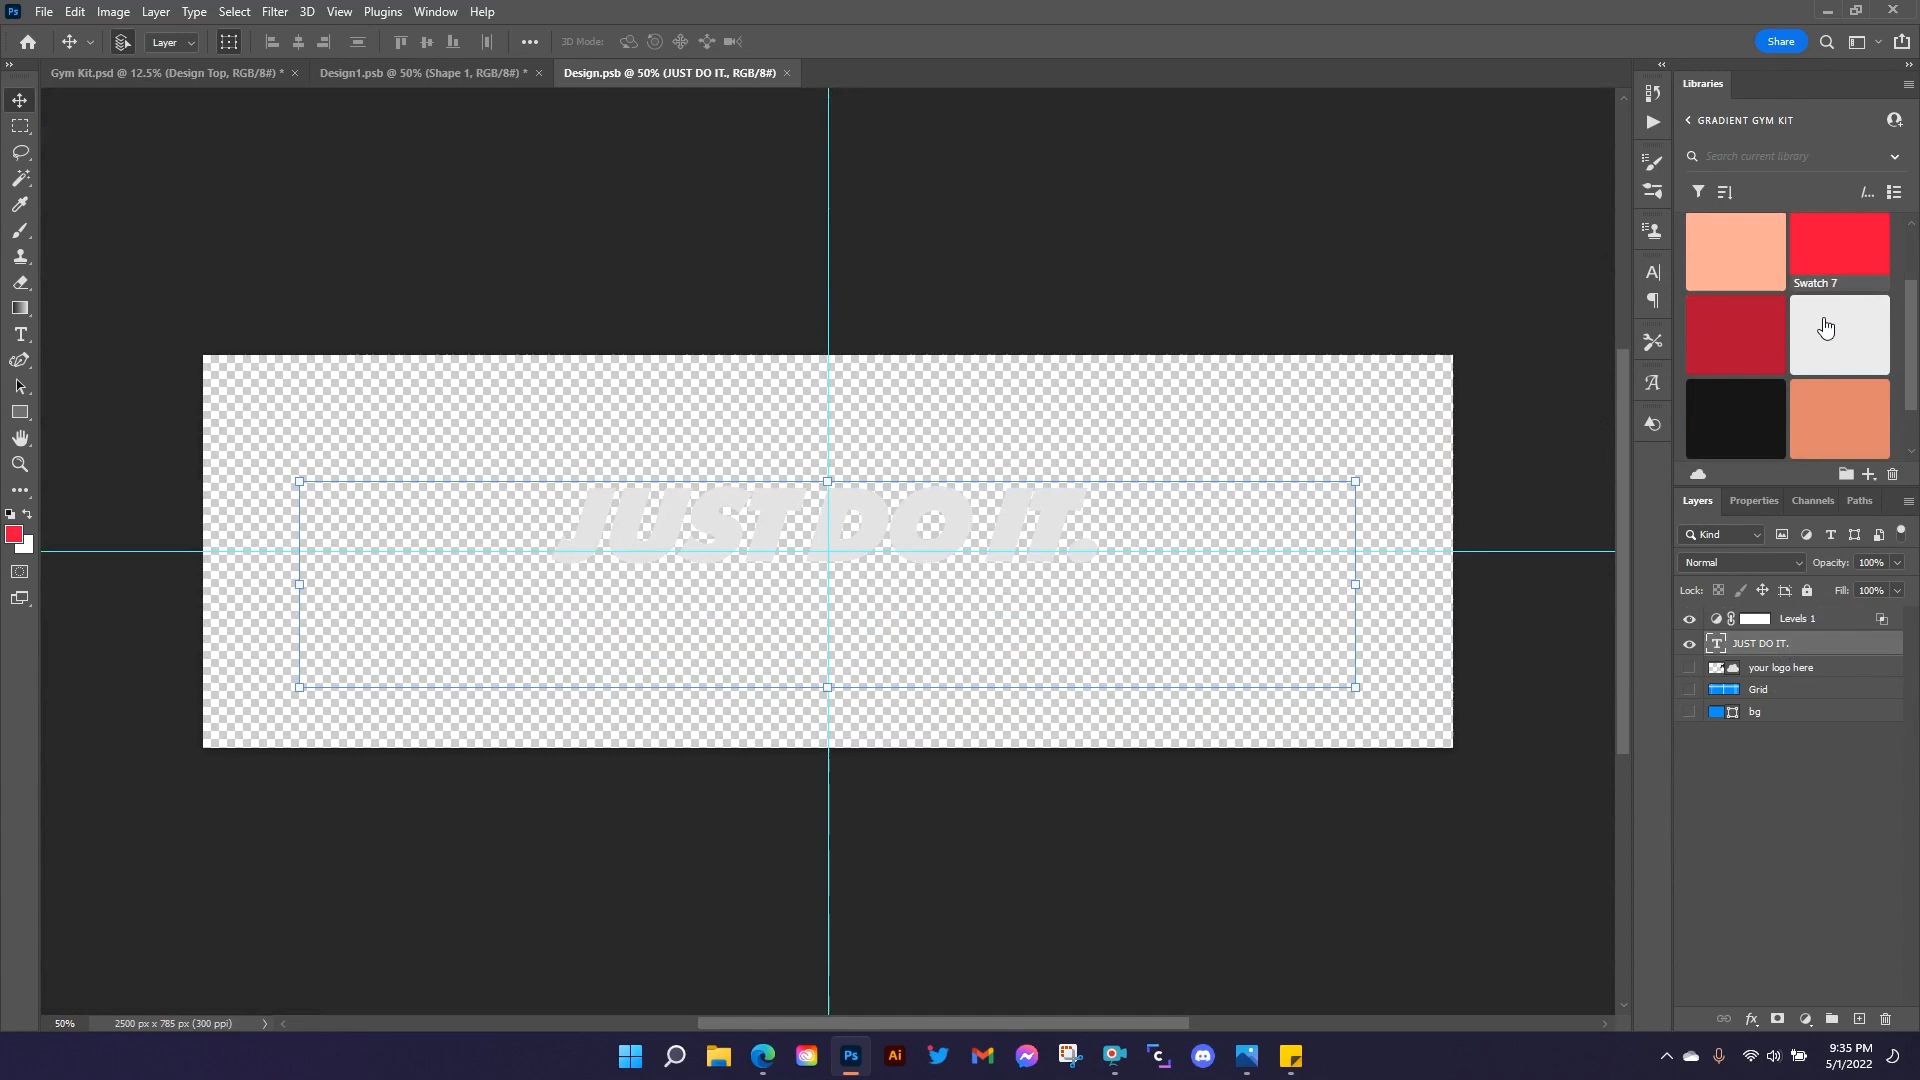 Ps File Edit Image Layer Type Select Filter 3D View Plugins Window Help
Layer 3D Mode: Share
Gym Kit.psd @ 12.5% (Design Top, RGB/8#) * × Design1.psb @ 50% (Shape 1, RGB/8#) * × Design.psb @ 50% (JUST DO IT., RGB/8#) ×
Libraries
GRADIENT GYM KIT
Search current library
/...
Swatch 7
JUST DO IT.
Layers Properties Channels Paths
Kind
Normal Opacity: 100%
Lock: Fill: 100%
Levels 1
T JUST DO IT.
your logo here
Grid
bg
50% 2500 px x 785 px (300 ppi)
Ps Ai
9:35 PM
5/1/2022